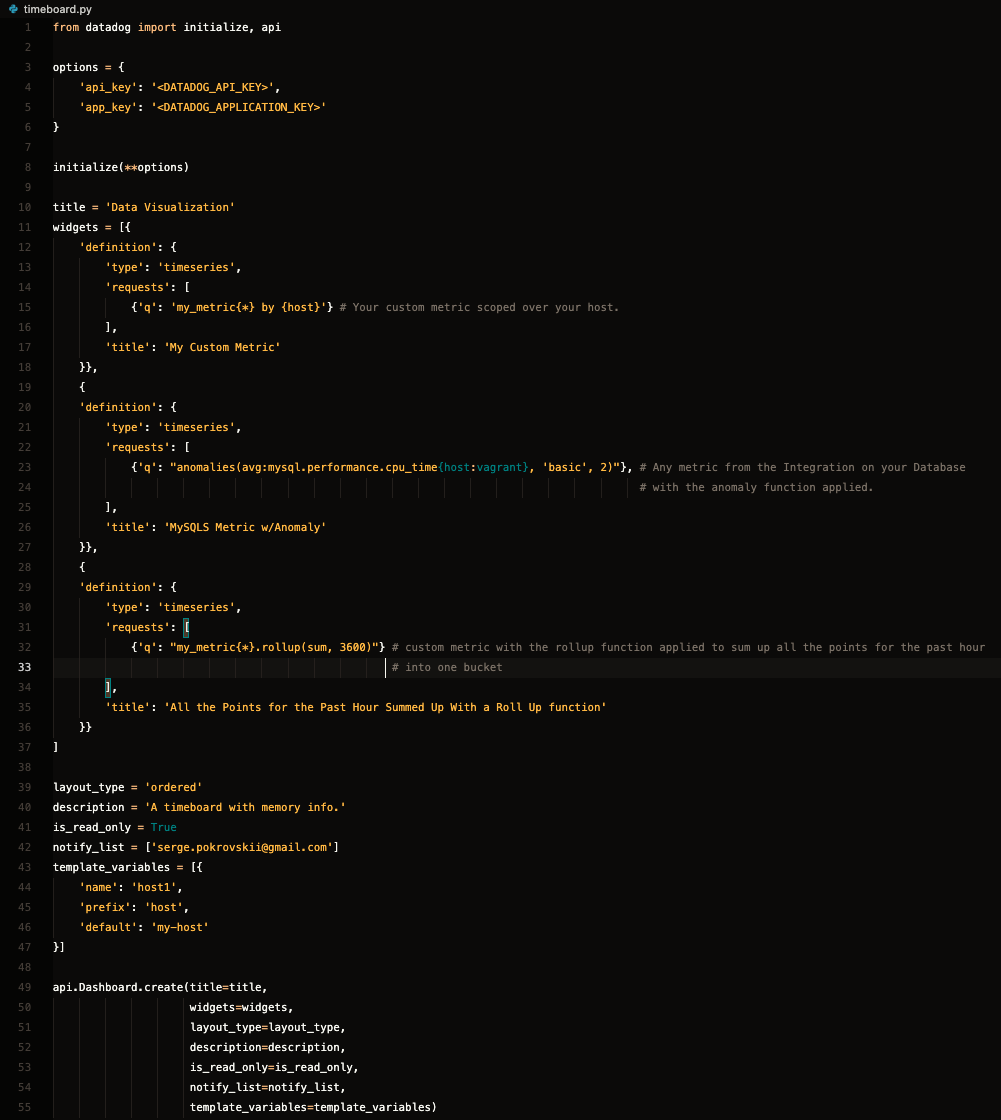 timeboard.py
1 from datadog import initialize, api
2
3 options = {
4     'api_key': '<DATADOG_API_KEY>',
5     'app_key': '<DATADOG_APPLICATION_KEY>'
6 }
7
8 initialize(**options)
9
10 title = 'Data Visualization'
11 widgets = [{
12     'definition': {
13         'type': 'timeseries',
14         'requests': [
15             {'q': 'my_metric{*} by {host}'} # Your custom metric scoped over your host.
16         ],
17         'title': 'My Custom Metric'
18     }},
19     {
20     'definition': {
21         'type': 'timeseries',
22         'requests': [
23             {'q': "anomalies(avg:mysql.performance.cpu_time{host:vagrant}, 'basic', 2)"}, # Any metric from the Integration on your Database
24                                                                                           # with the anomaly function applied.
25         ],
26         'title': 'MySQLS Metric w/Anomaly'
27     }},
28     {
29     'definition': {
30         'type': 'timeseries',
31         'requests': [
32             {'q': "my_metric{*}.rollup(sum, 3600)"} # custom metric with the rollup function applied to sum up all the points for the past hour
33                                                     # into one bucket
34         ],
35         'title': 'All the Points for the Past Hour Summed Up With a Roll Up function'
36     }}
37 ]
38
39 layout_type = 'ordered'
40 description = 'A timeboard with memory info.'
41 is_read_only = True
42 notify_list = ['serge.pokrovskii@gmail.com']
43 template_variables = [{
44     'name': 'host1',
45     'prefix': 'host',
46     'default': 'my-host'
47 }]
48
49 api.Dashboard.create(title=title,
50                      widgets=widgets,
51                      layout_type=layout_type,
52                      description=description,
53                      is_read_only=is_read_only,
54                      notify_list=notify_list,
55                      template_variables=template_variables)